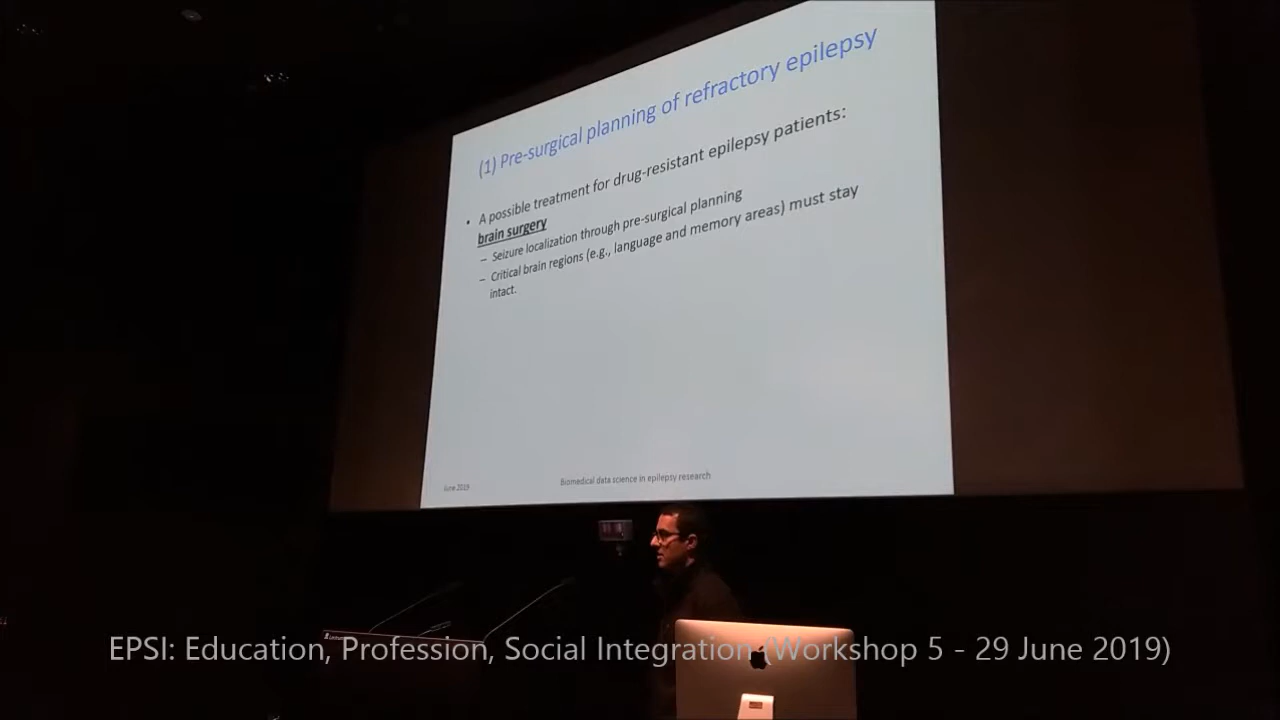 (1) Pre-surgical planning of refractory epilepsy
• A possible treatment for drug-resistant epilepsy patients:
brain surgery
– Seizure localization through pre-surgical planning
– Critical brain regions (e.g., language and memory areas) must stay
intact.
June 2019
Biomedical data science in epilepsy research
EPSI: Education, Profession, Social Integration (Workshop 5 - 29 June 2019)